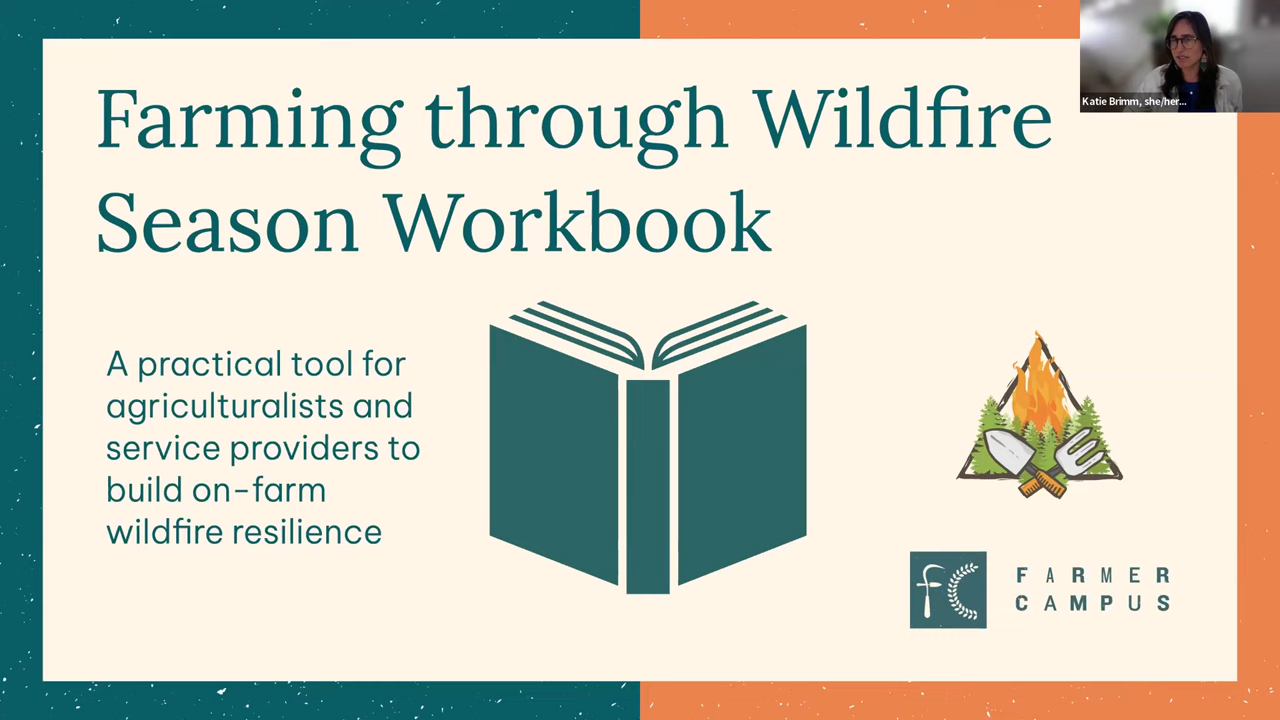 Farming through Wildfire
Season Workbook
Katie Brimm, she/her...
A practical tool for
agriculturalists and
service providers to
build on-farm
wildfire resilience
fc
FARMER
CAMPUS